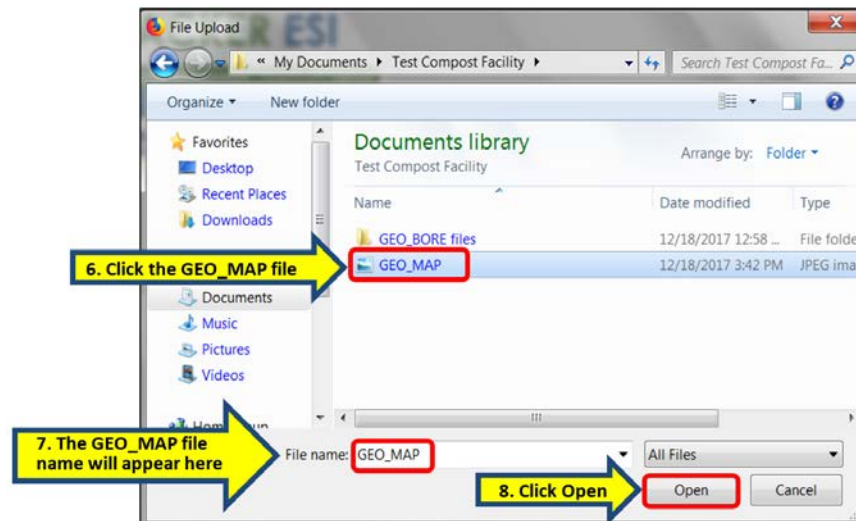 File Upload
« My Documents ▸ Test Compost Facility ▸
Search Test Compost Fa...
Organize ▾ New folder
Favorites
Desktop
Recent Places
Downloads
Documents
Music
Pictures
Videos
Documents library
Test Compost Facility
Arrange by: Folder ▾
Name Date modified Type
GEO_BORE files 12/18/2017 12:58 ... File folde
GEO_MAP 12/18/2017 3:42 PM JPEG ima
6. Click the GEO_MAP file
7. The GEO_MAP file
name will appear here
File name: GEO_MAP
All Files
8. Click Open
Open Cancel